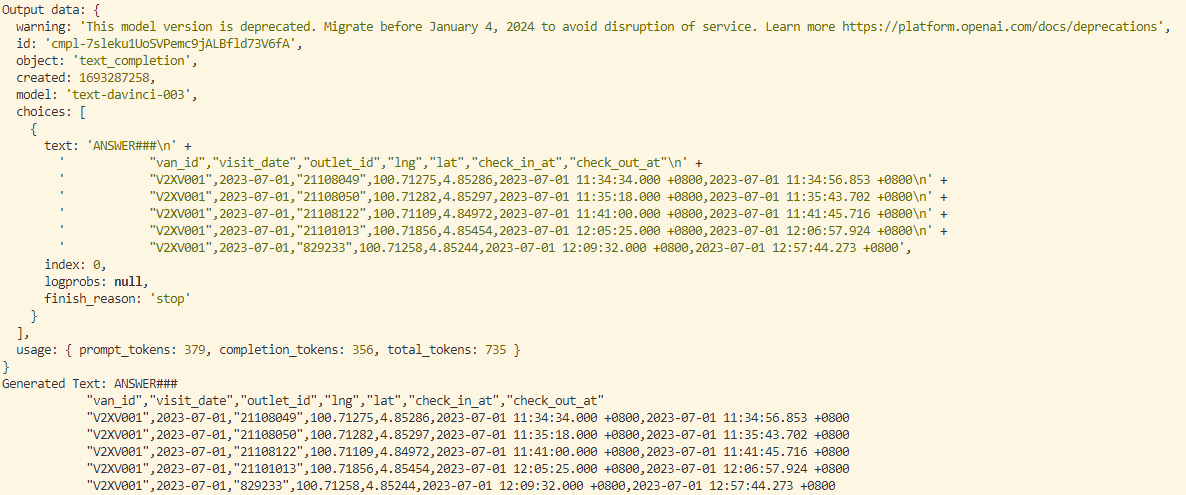 Output data: {
  warning: 'This model version is deprecated. Migrate before January 4, 2024 to avoid disruption of service. Learn more https://platform.openai.com/docs/deprecations',
  id: 'cmpl-7sleku1UoSVPemc9jALBfld73V6fA',
  object: 'text_completion',
  created: 1693287258,
  model: 'text-davinci-003',
  choices: [
    {
      text: 'ANSWER###\n' +
        '            "van_id","visit_date","outlet_id","lng","lat","check_in_at","check_out_at"\n' +
        '            "V2XV001",2023-07-01,"21108049",100.71275,4.85286,2023-07-01 11:34:34.000 +0800,2023-07-01 11:34:56.853 +0800\n' +
        '            "V2XV001",2023-07-01,"21108050",100.71282,4.85297,2023-07-01 11:35:18.000 +0800,2023-07-01 11:35:43.702 +0800\n' +
        '            "V2XV001",2023-07-01,"21108122",100.71109,4.84972,2023-07-01 11:41:00.000 +0800,2023-07-01 11:41:45.716 +0800\n' +
        '            "V2XV001",2023-07-01,"21101013",100.71856,4.85454,2023-07-01 12:05:25.000 +0800,2023-07-01 12:06:57.924 +0800\n' +
        '            "V2XV001",2023-07-01,"829233",100.71258,4.85244,2023-07-01 12:09:32.000 +0800,2023-07-01 12:57:44.273 +0800',
      index: 0,
      logprobs: null,
      finish_reason: 'stop'
    }
  ],
  usage: { prompt_tokens: 379, completion_tokens: 356, total_tokens: 735 }
}
Generated Text: ANSWER###
            "van_id","visit_date","outlet_id","lng","lat","check_in_at","check_out_at"
            "V2XV001",2023-07-01,"21108049",100.71275,4.85286,2023-07-01 11:34:34.000 +0800,2023-07-01 11:34:56.853 +0800
            "V2XV001",2023-07-01,"21108050",100.71282,4.85297,2023-07-01 11:35:18.000 +0800,2023-07-01 11:35:43.702 +0800
            "V2XV001",2023-07-01,"21108122",100.71109,4.84972,2023-07-01 11:41:00.000 +0800,2023-07-01 11:41:45.716 +0800
            "V2XV001",2023-07-01,"21101013",100.71856,4.85454,2023-07-01 12:05:25.000 +0800,2023-07-01 12:06:57.924 +0800
            "V2XV001",2023-07-01,"829233",100.71258,4.85244,2023-07-01 12:09:32.000 +0800,2023-07-01 12:57:44.273 +0800